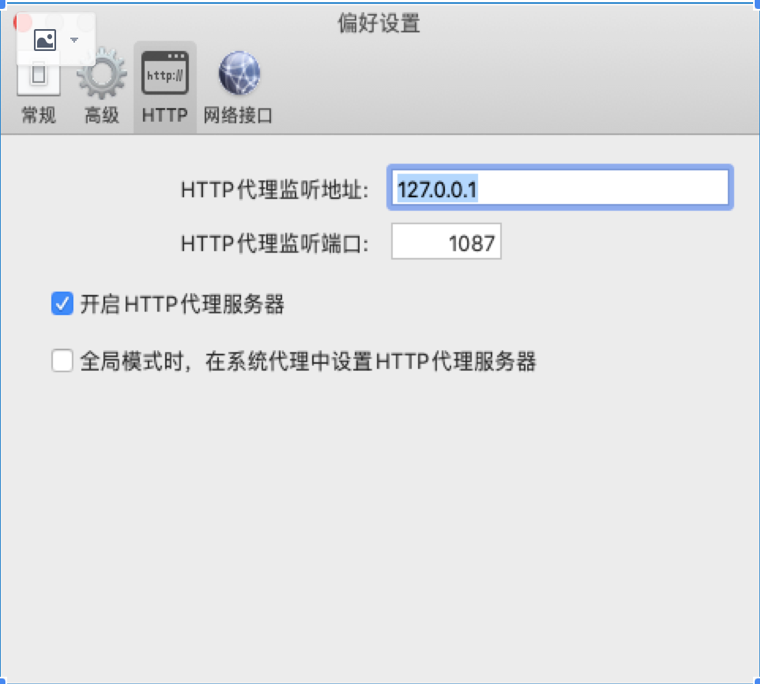 偏好设置
http://
常规 高级 HTTP 网络接口
HTTP代理监听地址: 127.0.0.1
HTTP代理监听端口: 1087
开启HTTP代理服务器
全局模式时，在系统代理中设置HTTP代理服务器